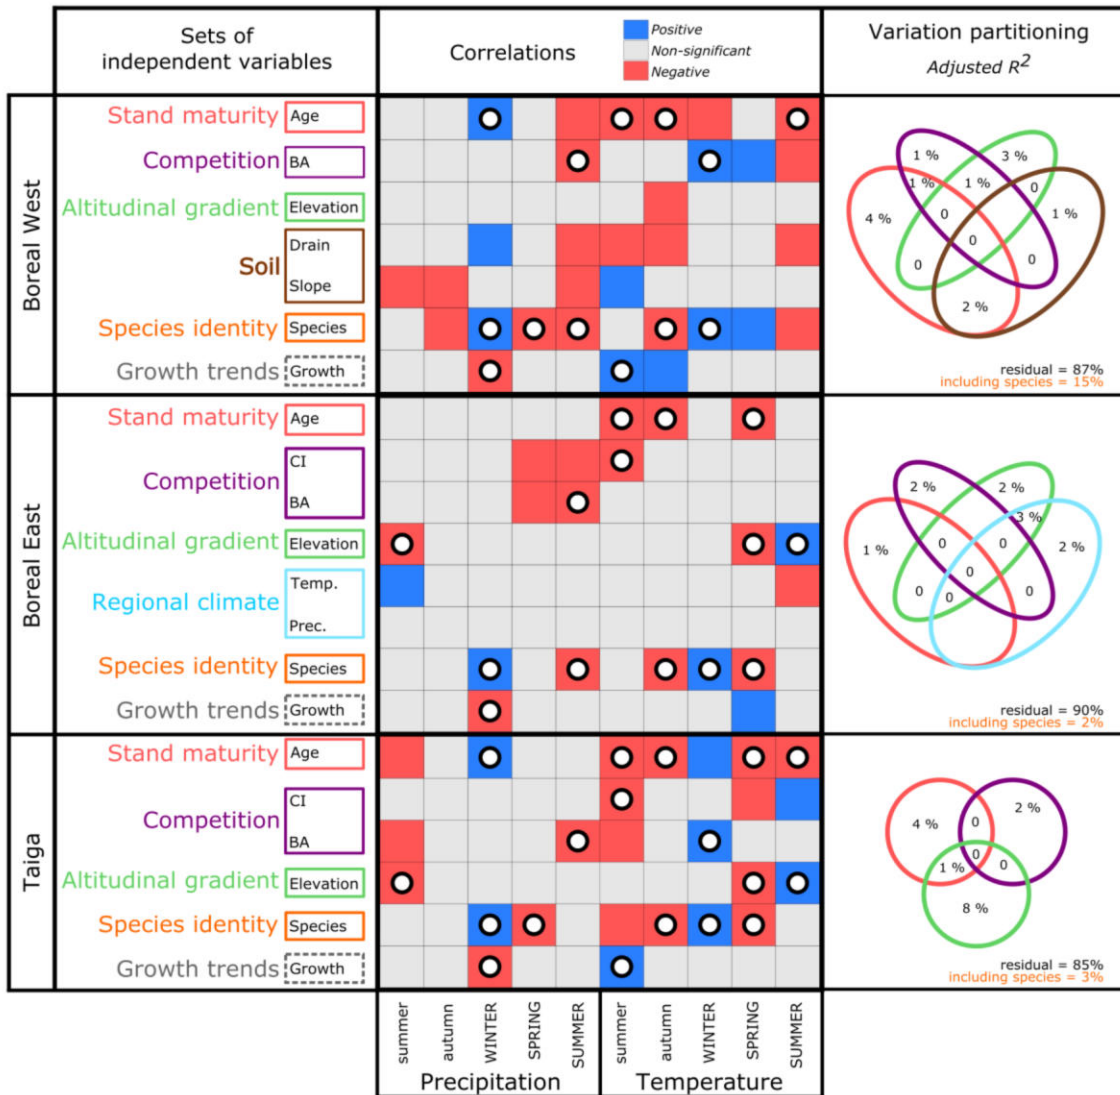 Sets of
independent variables
Correlations
Positive
Non-significant
Negative
Variation partitioning
Adjusted R²
Boreal West
Stand maturity
Age
Competition
BA
Altitudinal gradient
Elevation
Soil
Drain
Slope
Species identity
Species
Growth trends
Growth
1 %
3 %
1 %
1 %
0
4 %
0
1 %
0
0
0
2 %
residual = 87%
including species = 15%
Boreal East
Stand maturity
Age
Competition
CI
BA
Altitudinal gradient
Elevation
Regional climate
Temp.
Prec.
Species identity
Species
Growth trends
Growth
2 %
2 %
3 %
1 %
0
0
2 %
0
0
0
0
residual = 90%
including species = 2%
Taiga
Stand maturity
Age
Competition
CI
BA
Altitudinal gradient
Elevation
Species identity
Species
Growth trends
Growth
4 %
0
2 %
0
1 %
0
8 %
residual = 85%
including species = 3%
summer
autumn
WINTER
SPRING
SUMMER
summer
autumn
WINTER
SPRING
SUMMER
Precipitation
Temperature